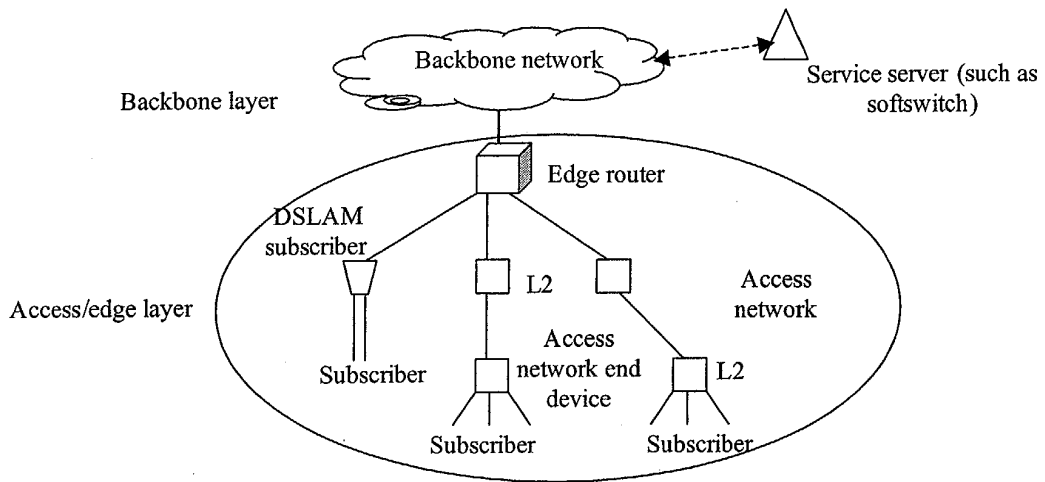 Backbone network
Service server (such as
softswitch)
Backbone layer
Edge router
DSLAM
subscriber
L2
Access
network
Access/edge layer
Access
network end
device
L2
Subscriber
Subscriber
Subscriber